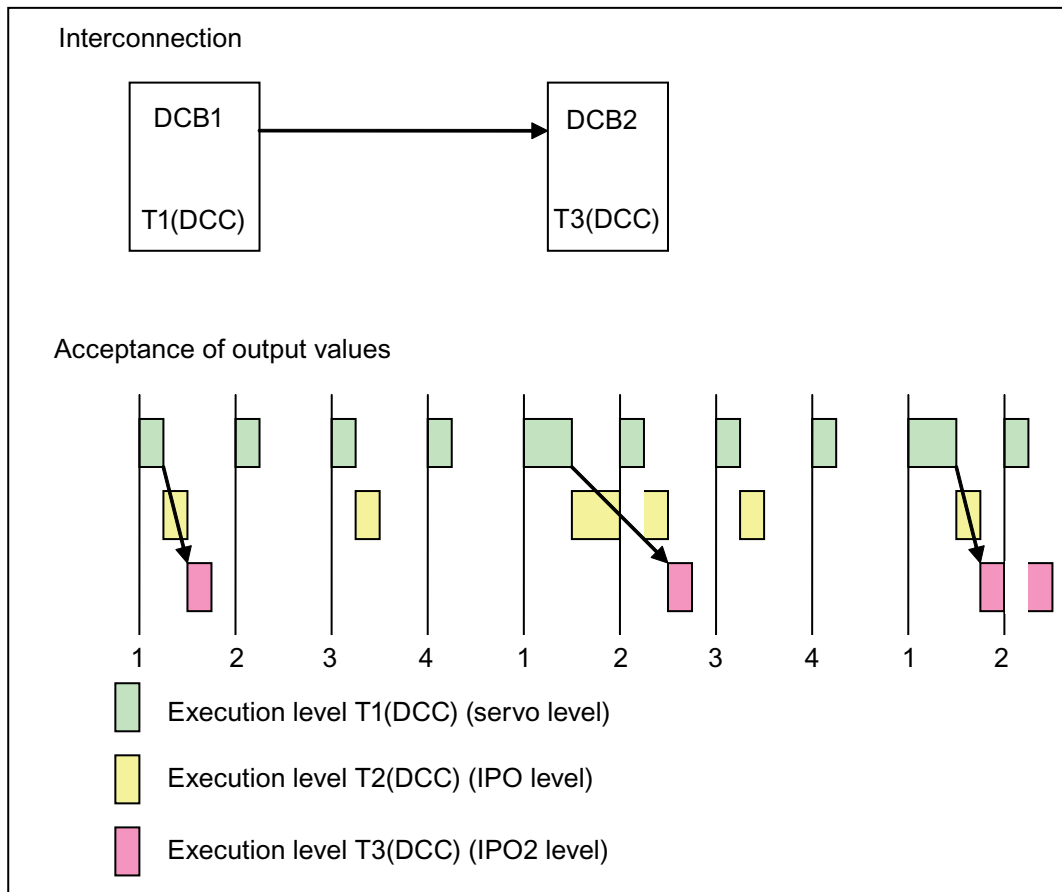 Interconnection
DCB1
DCB2
T1(DCC)
T3(DCC)
Acceptance of output values
1 2 3 4 1 2 3 4 1 2
Execution level T1(DCC) (servo level)
Execution level T2(DCC) (IPO level)
Execution level T3(DCC) (IPO2 level)